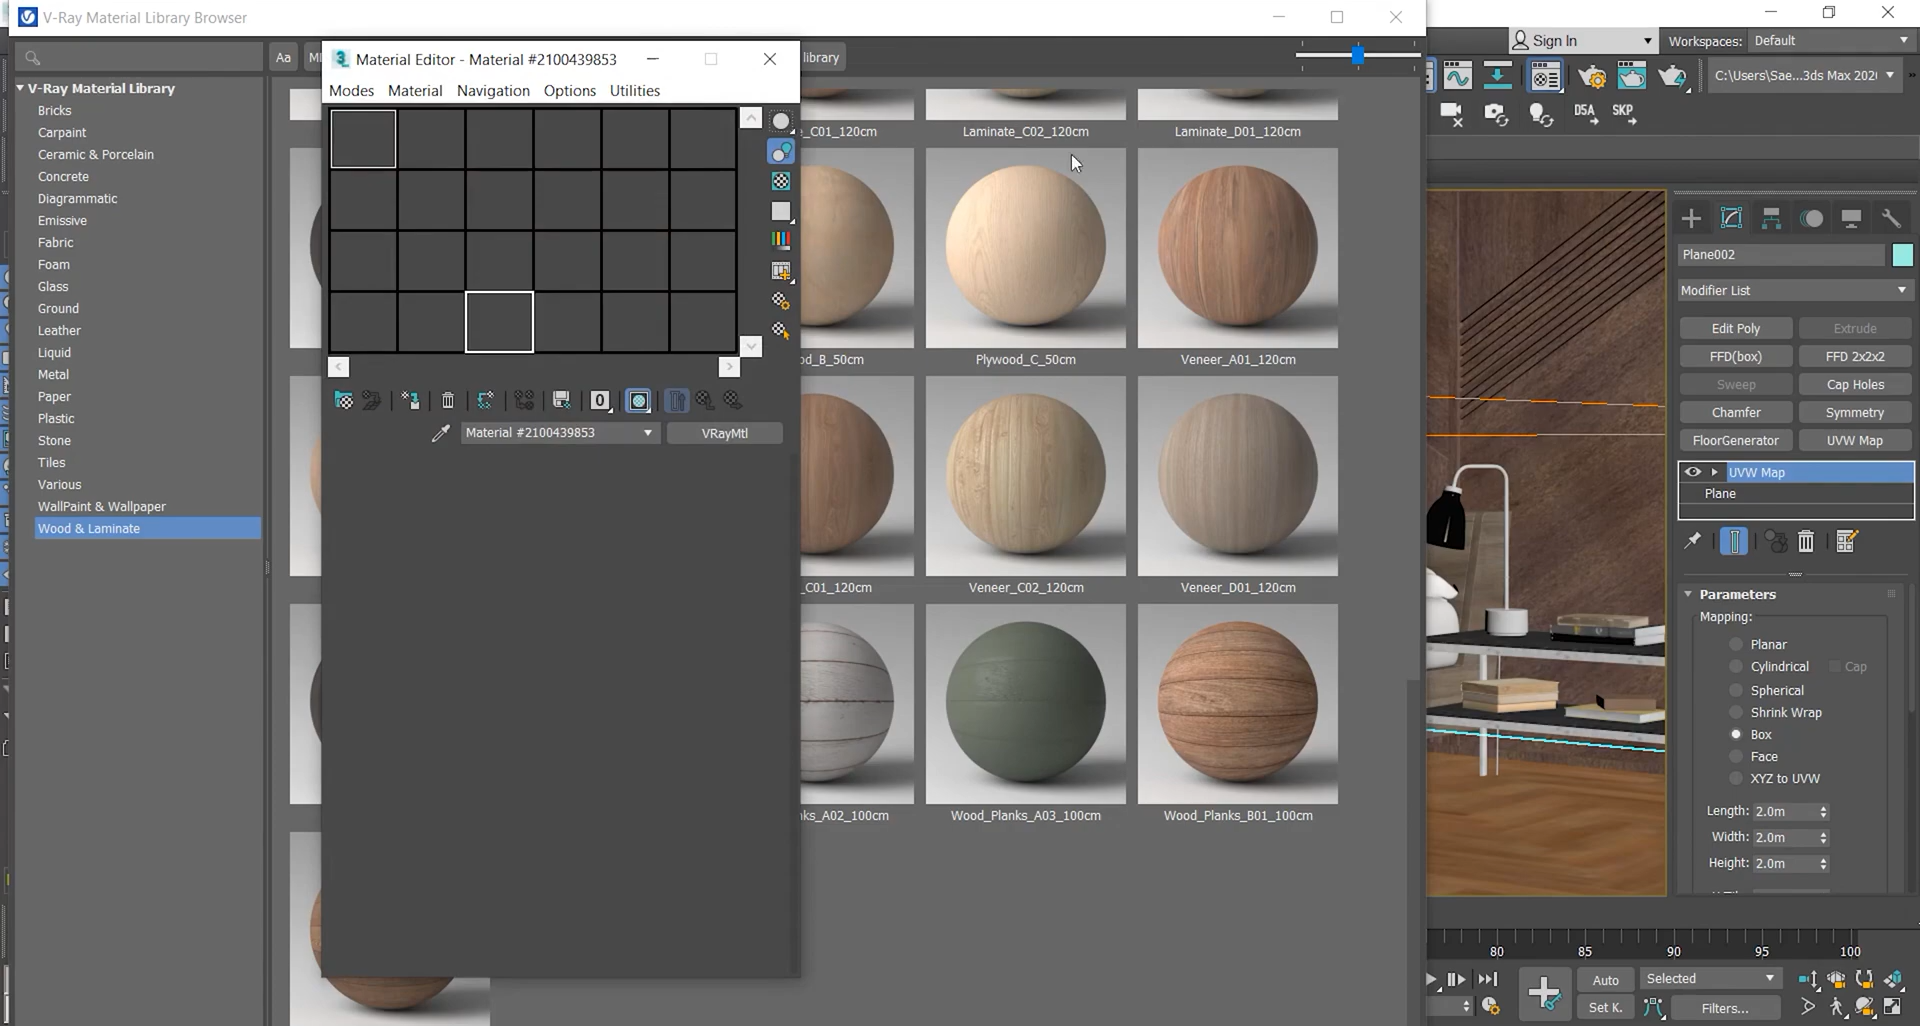 V-Ray Material Library Browser
Aa
library
Material Editor - Material #2100439853
Modes Material Navigation Options Utilities
Material #2100439853
VRayMtl
V-Ray Material Library
Bricks
Carpaint
Ceramic & Porcelain
Concrete
Diagrammatic
Emissive
Fabric
Foam
Glass
Ground
Leather
Liquid
Metal
Paper
Plastic
Stone
Tiles
Various
WallPaint & Wallpaper
Wood & Laminate
_C01_120cm
Laminate_C02_120cm
Laminate_D01_120cm
od_B_50cm
Plywood_C_50cm
Veneer_A01_120cm
_C01_120cm
Veneer_C02_120cm
Veneer_D01_120cm
ks_A02_100cm
Wood_Planks_A03_100cm
Wood_Planks_B01_100cm
Sign In
Workspaces: Default
C:\Users\Sae...3ds Max 202
DSA
SKP
Plane002
Modifier List
Edit Poly
Extrude
FFD(box)
FFD 2x2x2
Sweep
Cap Holes
Chamfer
Symmetry
FloorGenerator
UVW Map
UVW Map
Plane
Parameters
Mapping:
Planar
Cylindrical
Cap
Spherical
Shrink Wrap
Box
Face
XYZ to UVW
Length: 2.0m
Width: 2.0m
Height: 2.0m
80 85 90 95 100
Auto
Selected
Set K.
Filters...